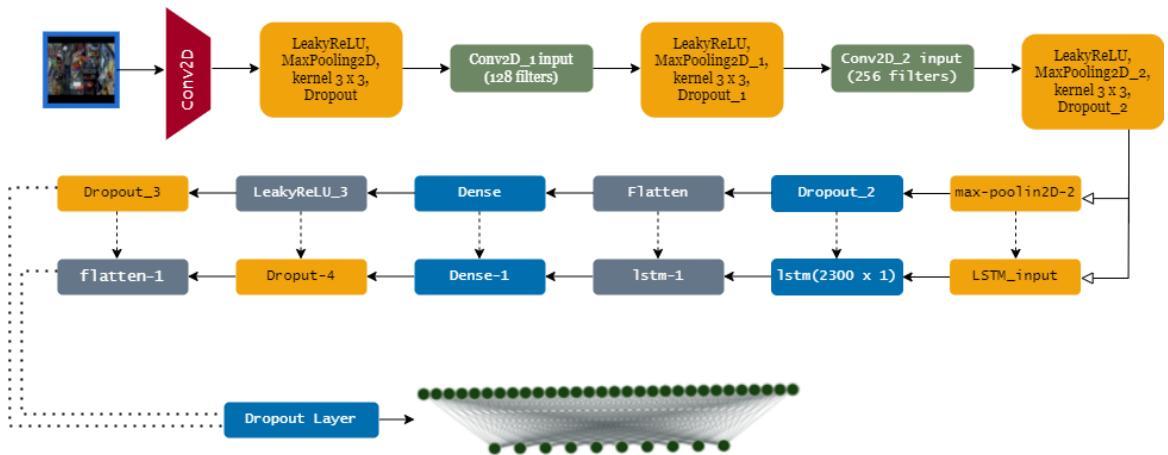 Conv2D
LeakyReLU,
MaxPooling2D,
kernel 3 x 3,
Dropout
Conv2D_1 input
(128 filters)
LeakyReLU,
MaxPooling2D_1,
kernel 3 x 3,
Dropout_1
Conv2D_2 input
(256 filters)
LeakyReLU,
MaxPooling2D_2,
kernel 3 x 3,
Dropout_2
Dropout_3
LeakyReLU_3
Dense
Flatten
Dropout_2
max-poolin2D-2
flatten-1
Droput-4
Dense-1
lstm-1
lstm(2300 x 1)
LSTM_input
Dropout Layer